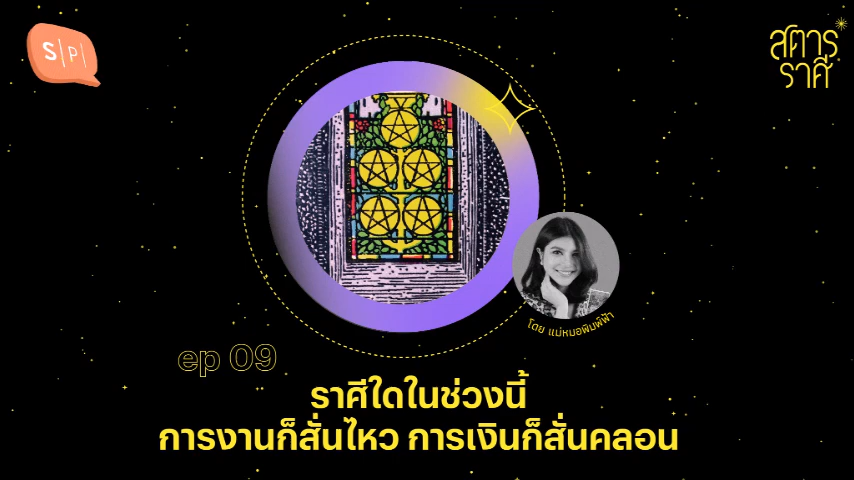 S|P|
สตาร
ราศี
โดย แม่หมอพิมพ์ฟ้า
ep 09
ราศีใดในช่วงนี้
การงานก็สั่นไหว การเงินก็สั่นคลอน